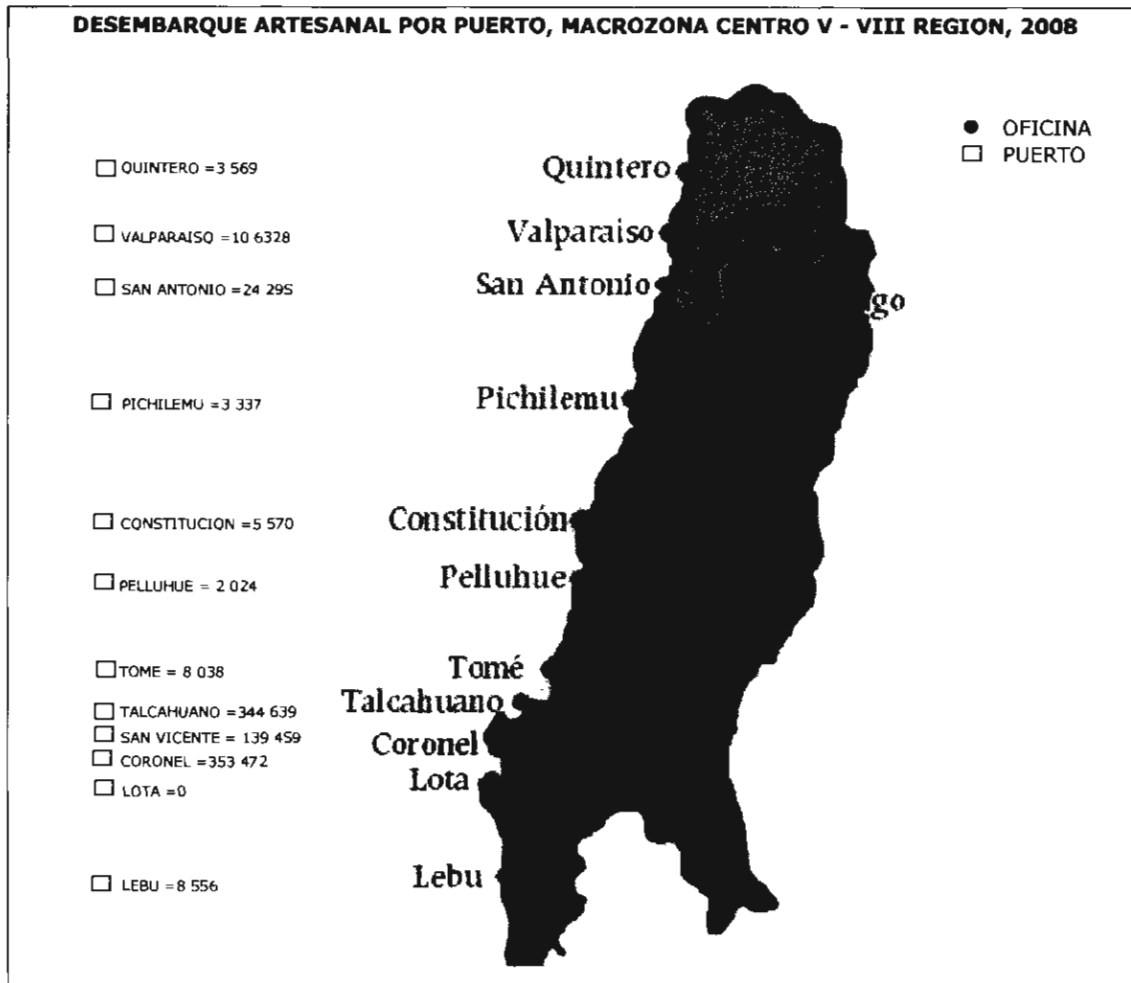 DESEMBARQUE ARTESANAL POR PUERTO, MACROZONA CENTRO V - VIII REGION, 2008
OFICINA
PUERTO
QUINTERO =3 569
Quintero
VALPARAISO =10 6328
Valparaiso
SAN ANTONIO =24 295
San Antonio
go
PICHILEMU =3 337
Pichilemu
CONSTITUCION =5 570
Constitución
PELLUHUE = 2 024
Pelluhue
TOME = 8 038
Tomé
TALCAHUANO =344 639
Talcahuano
SAN VICENTE = 139 459
Coronel
CORONEL =353 472
Lota
LOTA =0
LEBU =8 556
Lebu